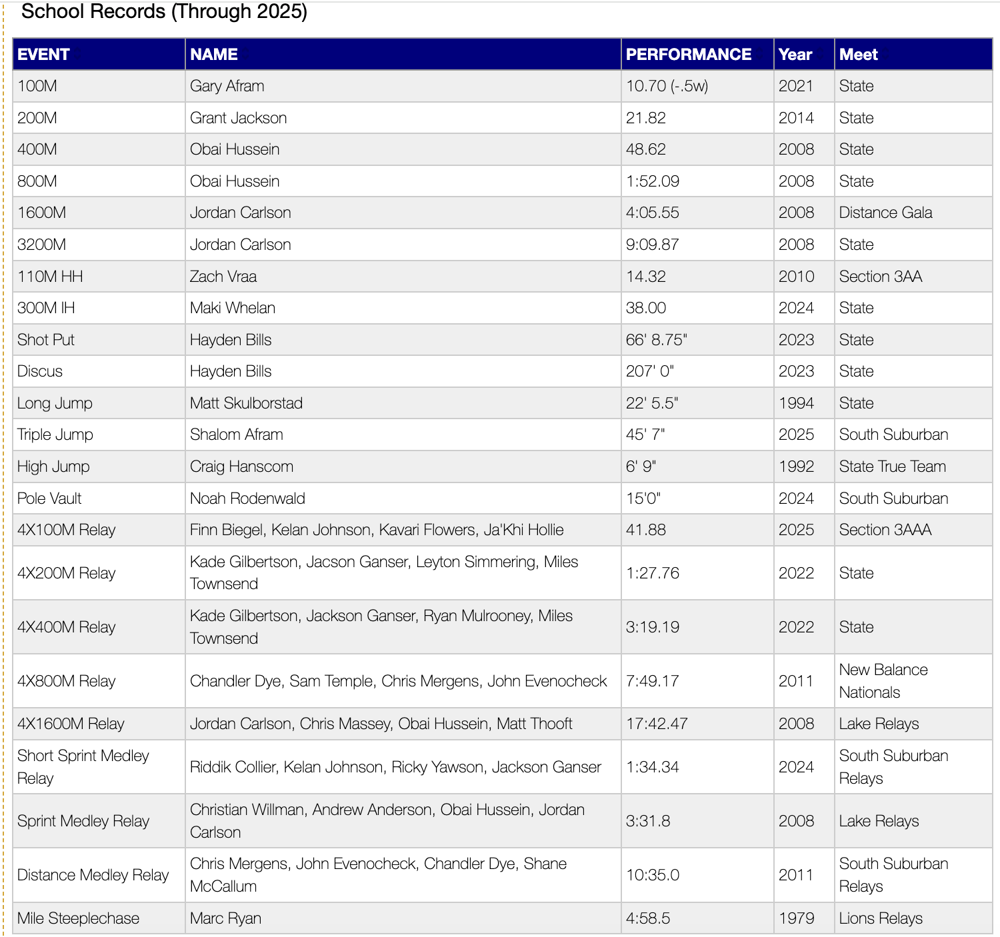 School Records (Through 2025)
EVENT NAME PERFORMANCE Year Meet
100M Gary Afram 10.70 (-.5w) 2021 State
200M Grant Jackson 21.82 2014 State
400M Obai Hussein 48.62 2008 State
800M Obai Hussein 1:52.09 2008 State
1600M Jordan Carlson 4:05.55 2008 Distance Gala
3200M Jordan Carlson 9:09.87 2008 State
110M HH Zach Vraa 14.32 2010 Section 3AA
300M IH Maki Whelan 38.00 2024 State
Shot Put Hayden Bills 66' 8.75" 2023 State
Discus Hayden Bills 207' 0" 2023 State
Long Jump Matt Skulborstad 22' 5.5" 1994 State
Triple Jump Shalom Afram 45' 7" 2025 South Suburban
High Jump Craig Hanscom 6' 9" 1992 State True Team
Pole Vault Noah Rodenwald 15'0" 2024 South Suburban
4X100M Relay Finn Biegel, Kelan Johnson, Kavari Flowers, Ja'Khi Hollie 41.88 2025 Section 3AAA
4X200M Relay Kade Gilbertson, Jacson Ganser, Leyton Simmering, Miles
Townsend 1:27.76 2022 State
4X400M Relay Kade Gilbertson, Jackson Ganser, Ryan Mulrooney, Miles
Townsend 3:19.19 2022 State
4X800M Relay Chandler Dye, Sam Temple, Chris Mergens, John Evenocheck 7:49.17 2011 New Balance
Nationals
4X1600M Relay Jordan Carlson, Chris Massey, Obai Hussein, Matt Thooft 17:42.47 2008 Lake Relays
Short Sprint Medley
Relay Riddik Collier, Kelan Johnson, Ricky Yawson, Jackson Ganser 1:34.34 2024 South Suburban
Relays
Sprint Medley Relay Christian Willman, Andrew Anderson, Obai Hussein, Jordan
Carlson 3:31.8 2008 Lake Relays
Distance Medley Relay Chris Mergens, John Evenocheck, Chandler Dye, Shane
McCallum 10:35.0 2011 South Suburban
Relays
Mile Steeplechase Marc Ryan 4:58.5 1979 Lions Relays